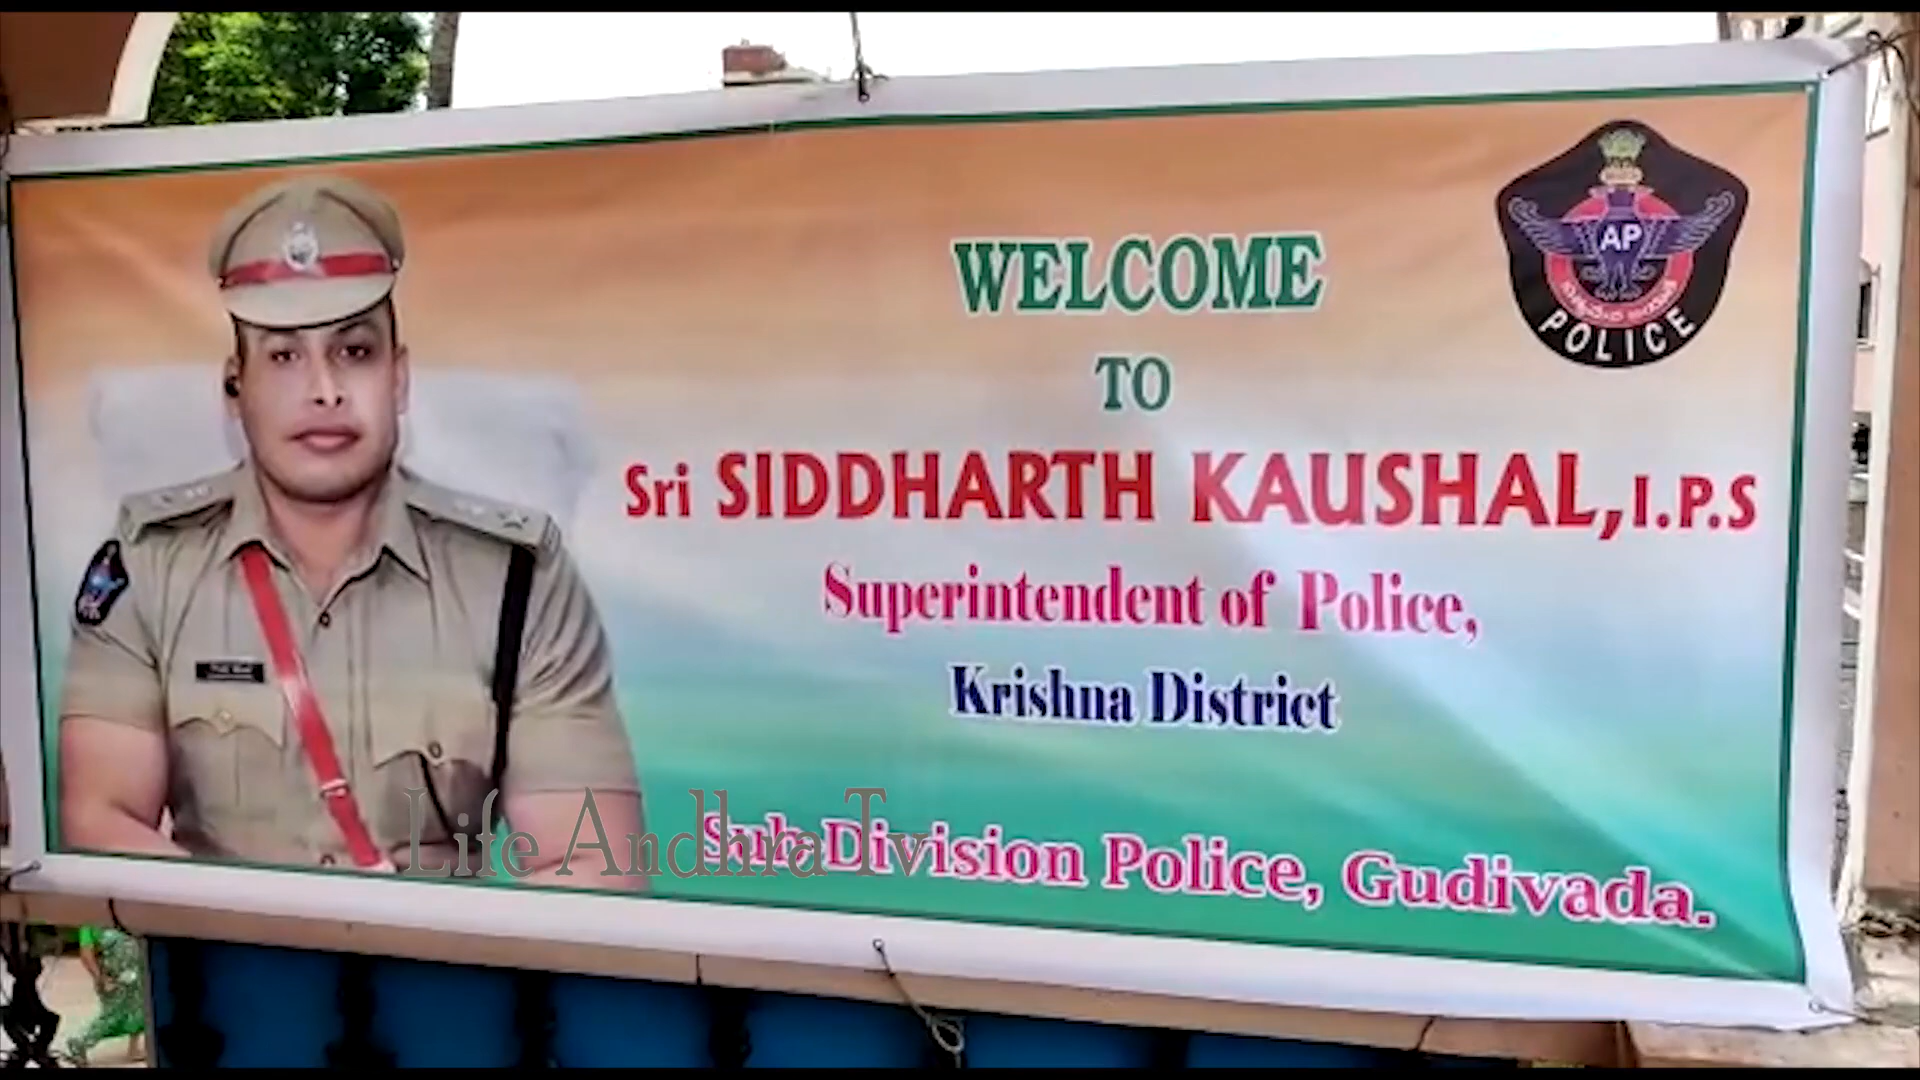 WELCOME
TO
Sri SIDDHARTH KAUSHAL, I.P.S
Superintendent of Police,
Krishna District
Sub-Division Police, Gudivada.
AP
POLICE
Life Andhra Tv